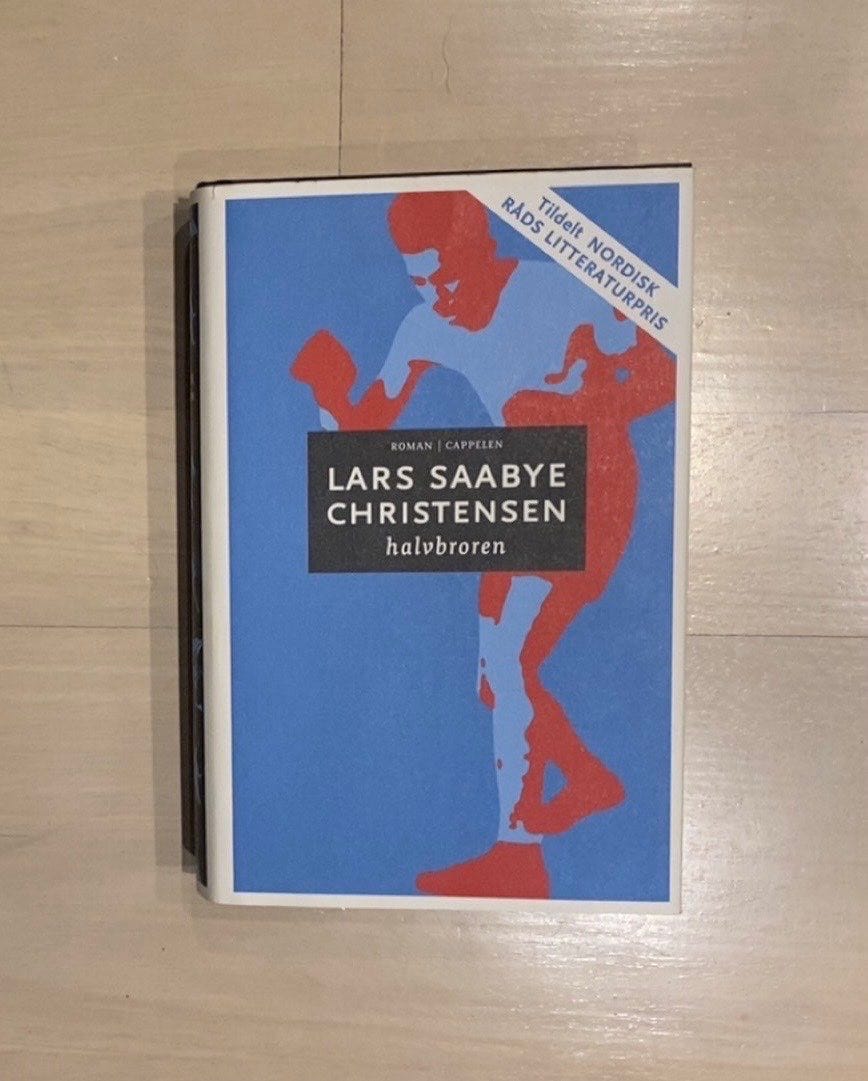 Tildelt NORDISK
RÅDS LITTERATURPRIS
ROMAN | CAPPELEN
LARS SAABYE
CHRISTENSEN
halvbroren